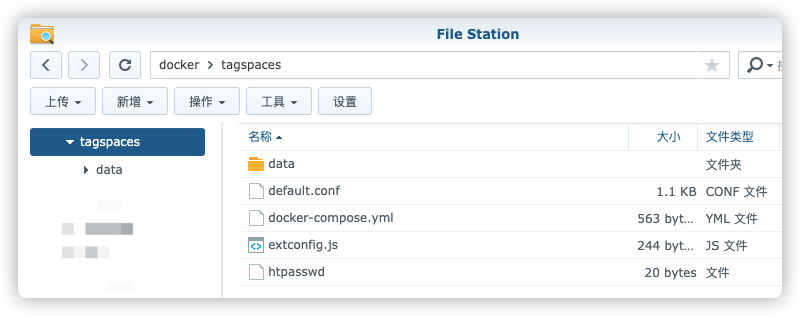 File Station
docker > tagspaces
上传 新增 操作 工具 设置
tagspaces
data
名称 大小 文件类型
data 文件夹
default.conf 1.1 KB CONF 文件
docker-compose.yml 563 byt... YML 文件
extconfig.js 244 byt... JS 文件
htpasswd 20 bytes 文件